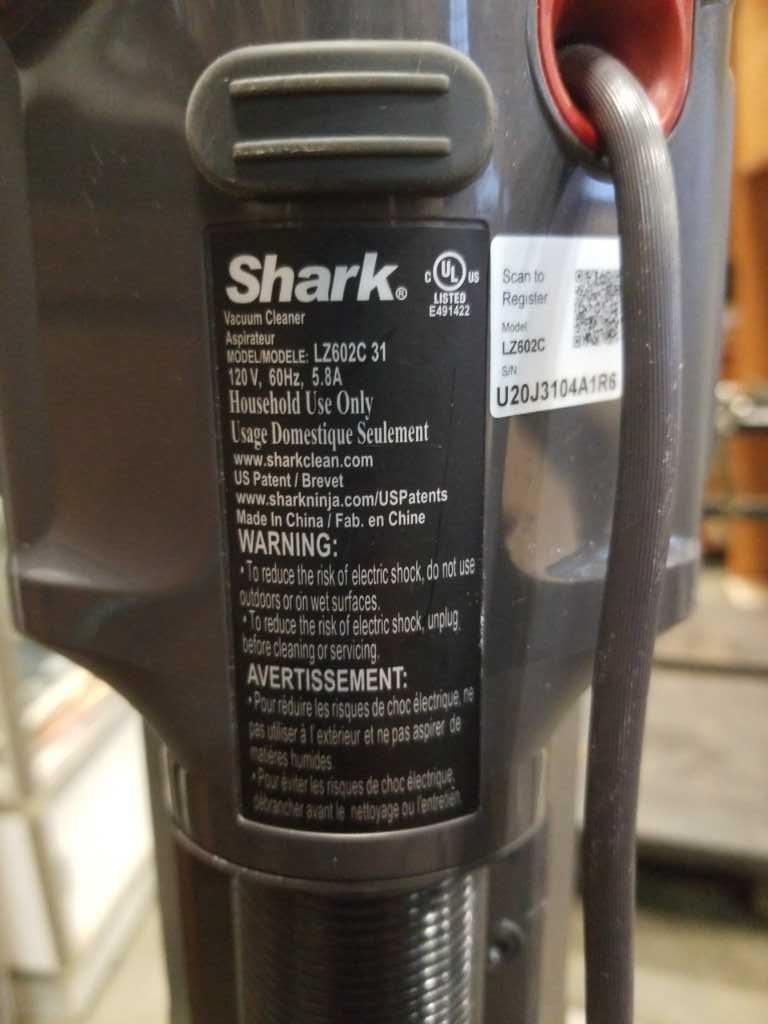 Shark®
C UL US
LISTED
E491422
Vacuum Cleaner
Aspirateur
MODEL/MODELE: LZ602C 31
120 V, 60Hz, 5.8A
Household Use Only
Usage Domestique Seulement
www.sharkclean.com
US Patent / Brevet
www.sharkninja.com/USPatents
Made In China / Fab. en Chine
WARNING:
• To reduce the risk of electric shock, do not use
outdoors or on wet surfaces.
• To reduce the risk of electric shock, unplug
before cleaning or servicing.
AVERTISSEMENT:
• Pour réduire les risques de choc électrique, ne
pas utiliser à l'extérieur et ne pas aspirer de
matières humides.
• Pour éviter les risques de choc électrique,
débrancher avant le nettoyage ou l'entretien.
Scan to
Register
Model
LZ602C
S/N
U20J3104A1R6